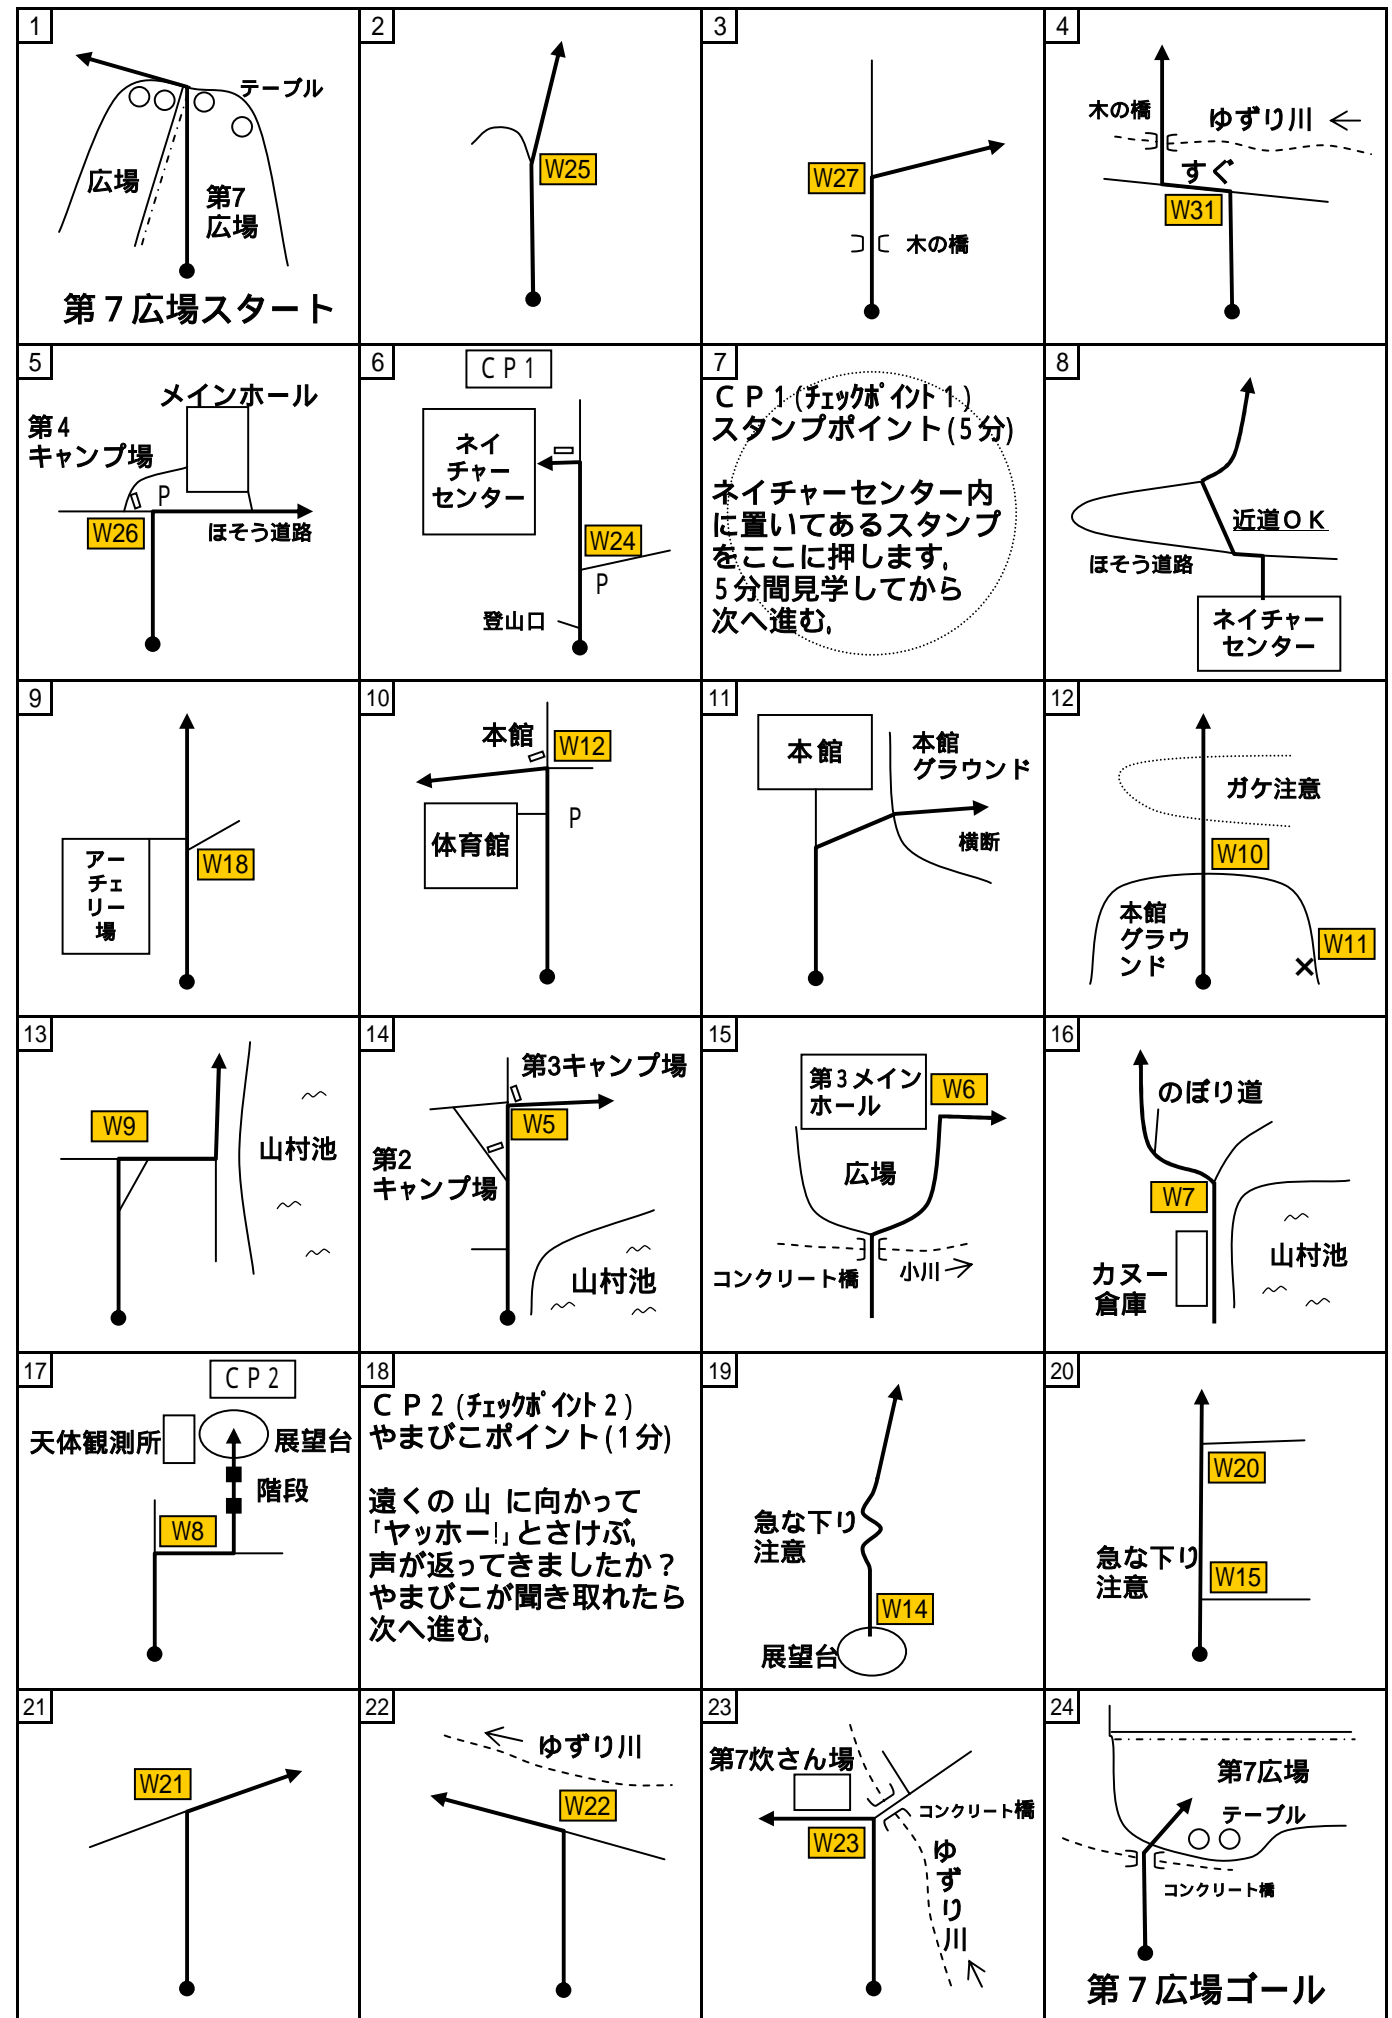 1
テーブル
広場
第7
広場
第7広場スタート
2
W25
3
W27
木の橋
4
木の橋
ゆずり川
すぐ
W31
5
メインホール
第4
キャンプ場
P
W26
ほそう道路
6
CP1
ネイ
チャー
センター
W24
P
登山口
7
CP1(チェックポイント1)
スタンプポイント(5分)
ネイチャーセンター内
に置いてあるスタンプ
をここに押します。
5分間見学してから
次へ進む。
8
近道OK
ほそう道路
ネイチャー
センター
9
アー
チェ
リー
場
W18
10
本館
W12
体育館
P
11
本館
本館
グラウンド
横断
12
ガケ注意
W10
本館
グラウ
ンド
W11
13
W9
山村池
14
第3キャンプ場
W5
第2
キャンプ場
山村池
15
第3メイン
ホール
W6
広場
コンクリート橋
小川
16
のぼり道
W7
カヌー
倉庫
山村池
17
CP2
天体観測所
展望台
階段
W8
18
CP2(チェックポイント2)
やまびこポイント(1分)
遠くの 山 に向かって
「ヤッホー!」とさけぶ。
声が返ってきましたか?
やまびこが聞き取れたら
次へ進む。
19
急な下り
注意
W14
展望台
20
W20
急な下り
注意
W15
21
W21
22
ゆずり川
W22
23
第7炊さん場
コンクリート橋
W23
ゆずり川
24
第7広場
テーブル
コンクリート橋
第7広場ゴール